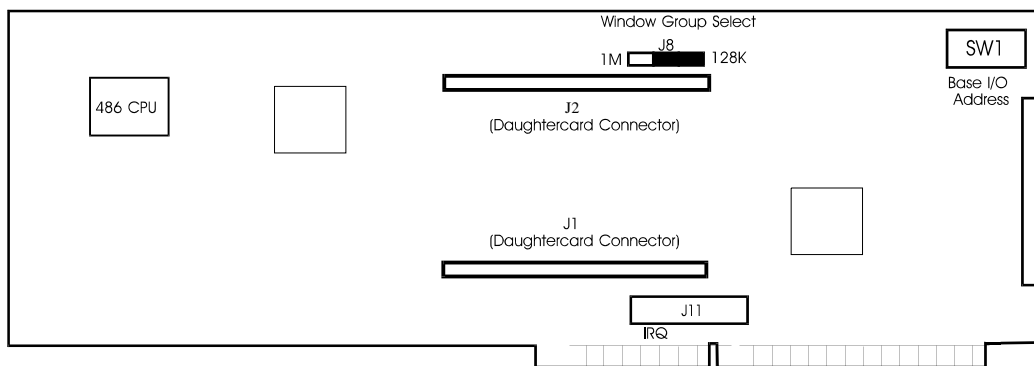 Window Group Select
J8
1M
128K
SW1
Base I/O
Address
486 CPU
J2
(Daughtercard Connector)
J1
(Daughtercard Connector)
J11
IRQ